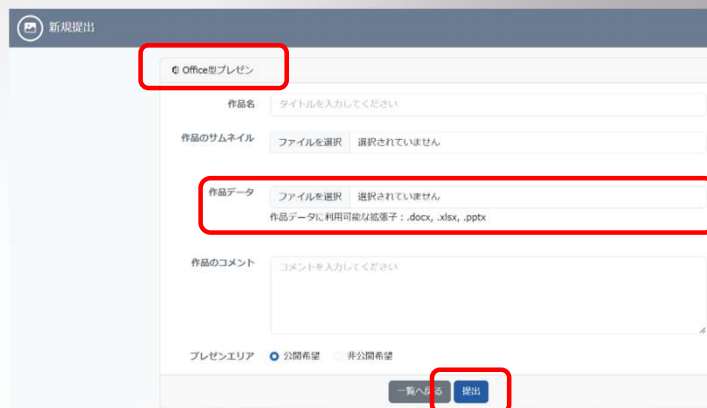 新規提出
Office型プレゼン
作品名 タイトルを入力してください
作品のサムネイル ファイルを選択 選択されていません
作品データ ファイルを選択 選択されていません
作品データに利用可能な拡張子：.docx, .xlsx, .pptx
作品のコメント コメントを入力してください
プレゼンエリア 公開希望 非公開希望
一覧へ戻る 提出